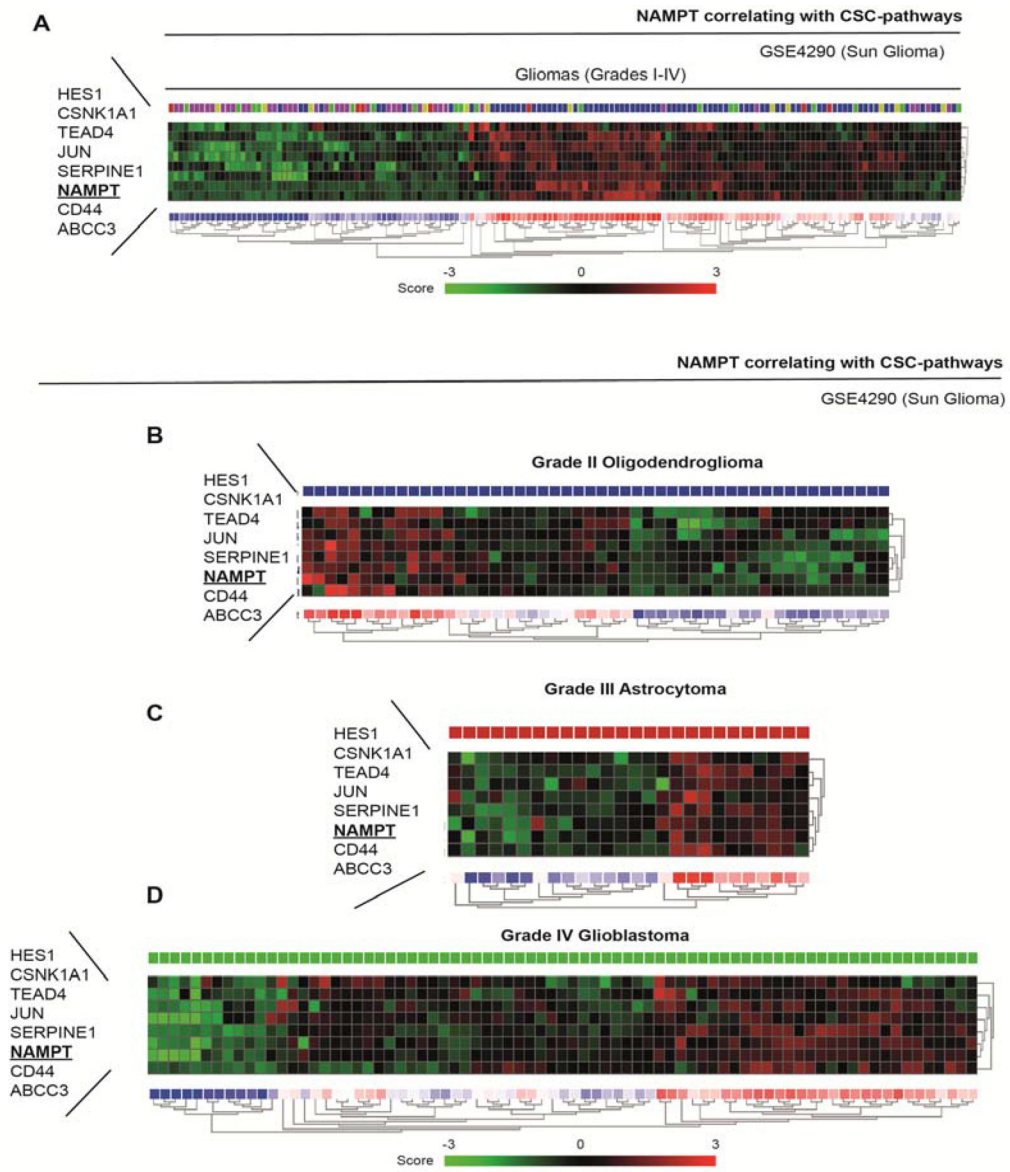 A
NAMPT correlating with CSC-pathways
GSE4290 (Sun Glioma)
Gliomas (Grades I-IV)
HES1
CSNK1A1
TEAD4
JUN
SERPINE1
NAMPT
CD44
ABCC3
-3 0 3
Score
NAMPT correlating with CSC-pathways
GSE4290 (Sun Glioma)
B
Grade II Oligodendroglioma
HES1
CSNK1A1
TEAD4
JUN
SERPINE1
NAMPT
CD44
ABCC3
Grade III Astrocytoma
C
HES1
CSNK1A1
TEAD4
JUN
SERPINE1
NAMPT
CD44
ABCC3
D
Grade IV Glioblastoma
HES1
CSNK1A1
TEAD4
JUN
SERPINE1
NAMPT
CD44
ABCC3
-3 0 3
Score